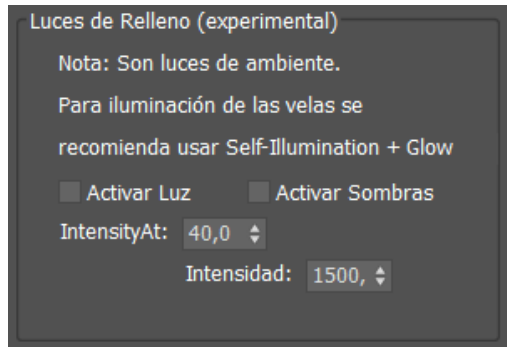 Luces de Relleno (experimental)
Nota: Son luces de ambiente.
Para iluminación de las velas se
recomienda usar Self-Illumination + Glow
Activar Luz Activar Sombras
IntensityAt: 40,0
Intensidad: 1500,